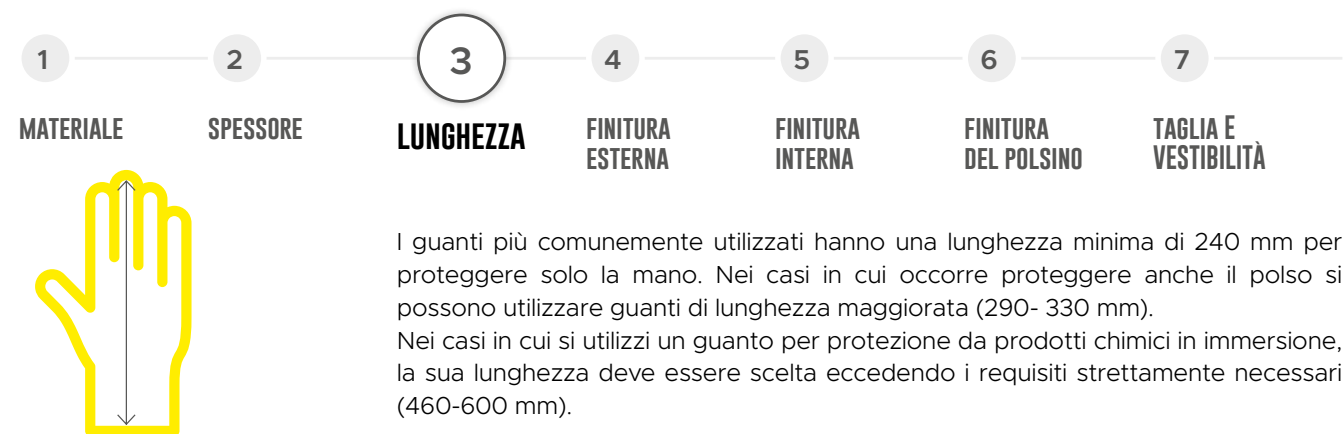 1
2
3
4
5
6
7
MATERIALE
SPESSORE
LUNGHEZZA
FINITURA
ESTERNA
FINITURA
INTERNA
FINITURA
DEL POLSINO
TAGLIA E
VESTIBILITÀ
I guanti più comunemente utilizzati hanno una lunghezza minima di 240 mm per
proteggere solo la mano. Nei casi in cui occorre proteggere anche il polso si
possono utilizzare guanti di lunghezza maggiorata (290- 330 mm).
Nei casi in cui si utilizzi un guanto per protezione da prodotti chimici in immersione,
la sua lunghezza deve essere scelta eccedendo i requisiti strettamente necessari
(460-600 mm).